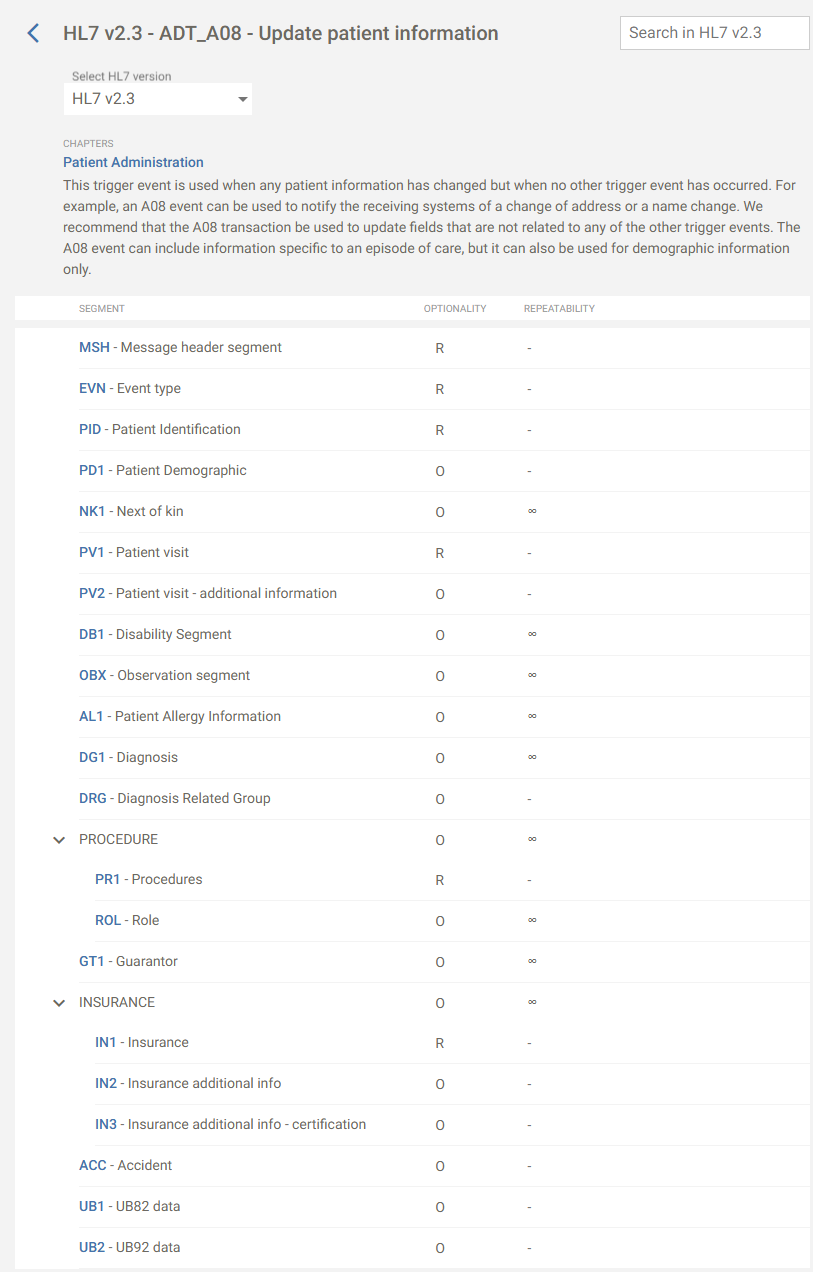 HL7 v2.3 - ADT_A08 - Update patient information
Search in HL7 v2.3
Select HL7 version
HL7 v2.3
CHAPTERS
Patient Administration
This trigger event is used when any patient information has changed but when no other trigger event has occurred. For
example, an A08 event can be used to notify the receiving systems of a change of address or a name change. We
recommend that the A08 transaction be used to update fields that are not related to any of the other trigger events. The
A08 event can include information specific to an episode of care, but it can also be used for demographic information
only.
SEGMENT OPTIONALITY REPEATABILITY
MSH - Message header segment R -
EVN - Event type R -
PID - Patient Identification R -
PD1 - Patient Demographic O -
NK1 - Next of kin O ∞
PV1 - Patient visit R -
PV2 - Patient visit - additional information O -
DB1 - Disability Segment O ∞
OBX - Observation segment O ∞
AL1 - Patient Allergy Information O ∞
DG1 - Diagnosis O ∞
DRG - Diagnosis Related Group O -
PROCEDURE O ∞
PR1 - Procedures R -
ROL - Role O ∞
GT1 - Guarantor O ∞
INSURANCE O ∞
IN1 - Insurance R -
IN2 - Insurance additional info O -
IN3 - Insurance additional info - certification O -
ACC - Accident O -
UB1 - UB82 data O -
UB2 - UB92 data O -